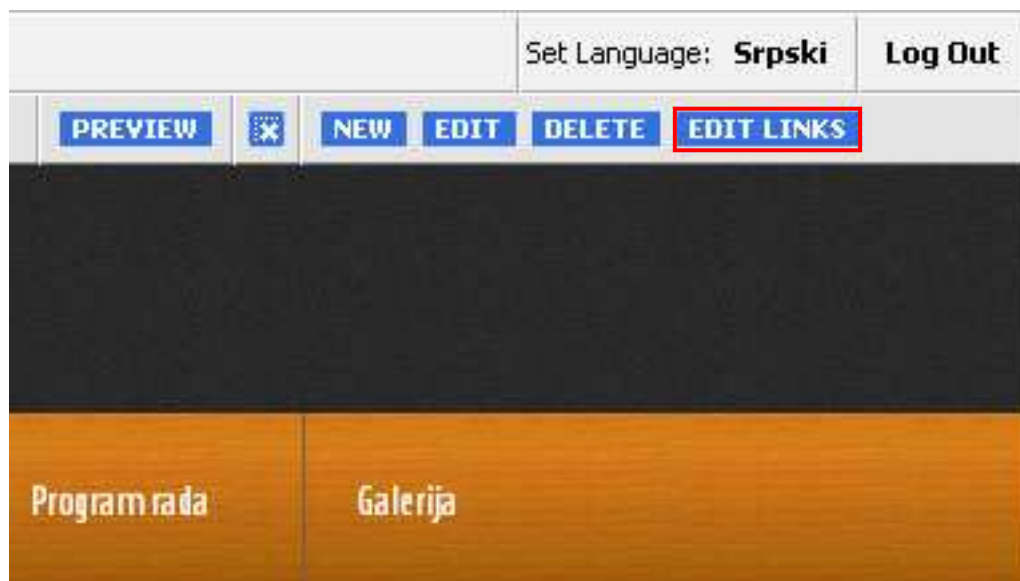 Set Language: Srpski Log Out
PREVIEW x NEW EDIT DELETE EDIT LINKS
Program rada Galerija